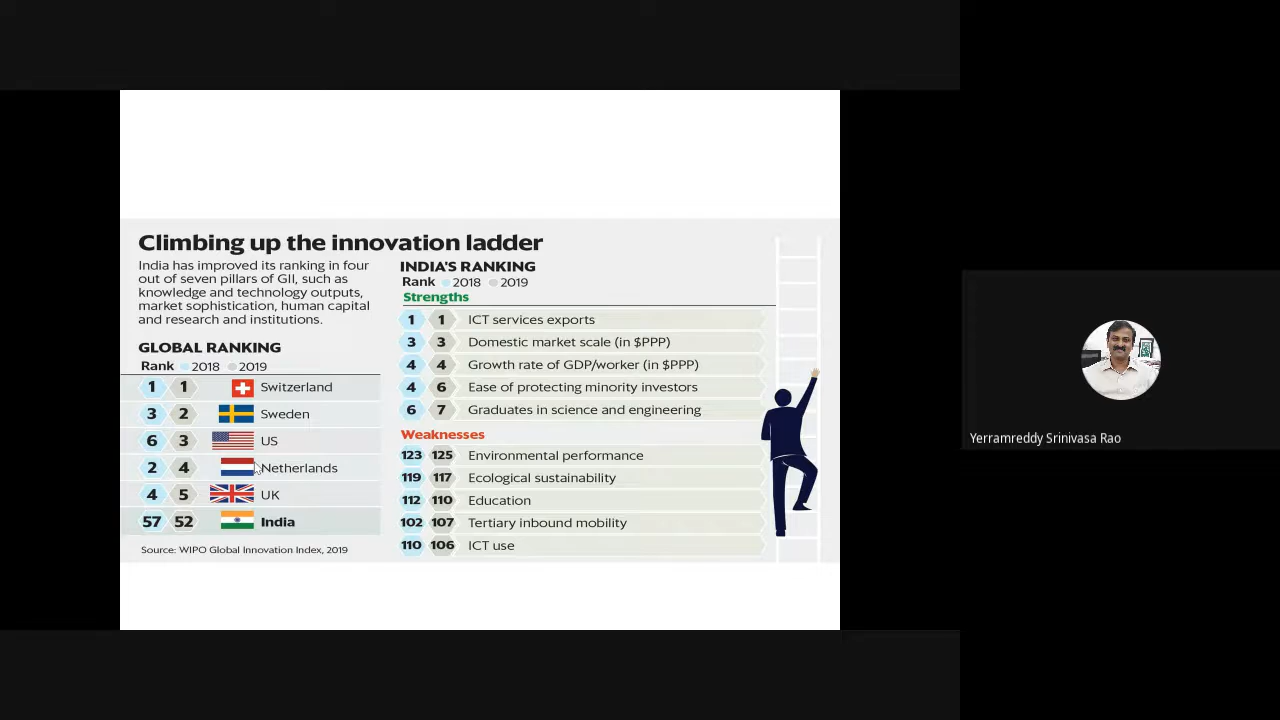 Climbing up the innovation ladder
India has improved its ranking in four
out of seven pillars of GII, such as
knowledge and technology outputs,
market sophistication, human capital
and research and institutions.
GLOBAL RANKING
Rank 2018 2019
1 1 Switzerland
3 2 Sweden
6 3 US
2 4 Netherlands
4 5 UK
57 52 India
Source: WIPO Global Innovation Index, 2019
INDIA'S RANKING
Rank 2018 2019
Strengths
1 1 ICT services exports
3 3 Domestic market scale (in $PPP)
4 4 Growth rate of GDP/worker (in $PPP)
4 6 Ease of protecting minority investors
6 7 Graduates in science and engineering
Weaknesses
123 125 Environmental performance
119 117 Ecological sustainability
112 110 Education
102 107 Tertiary inbound mobility
110 106 ICT use
Yerramreddy Srinivasa Rao